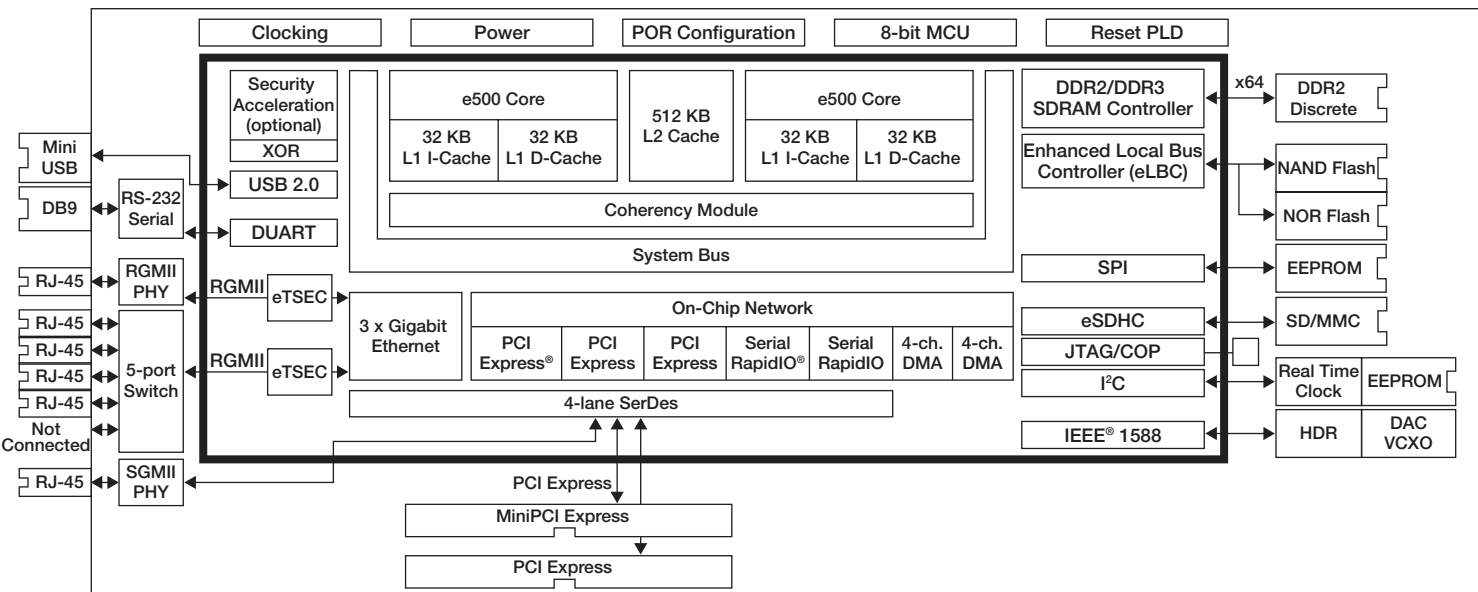 Clocking
Power
POR Configuration
8-bit MCU
Reset PLD
Security
Acceleration
(optional)
XOR
USB 2.0
DUART
e500 Core
32 KB
L1 I-Cache
32 KB
L1 D-Cache
512 KB
L2 Cache
e500 Core
32 KB
L1 I-Cache
32 KB
L1 D-Cache
Coherency Module
System Bus
DDR2/DDR3
SDRAM Controller
x64
DDR2
Discrete
Enhanced Local Bus
Controller (eLBC)
NAND Flash
NOR Flash
SPI
EEPROM
eSDHC
SD/MMC
JTAG/COP
I²C
Real Time
Clock
EEPROM
IEEE® 1588
HDR
DAC
VCXO
Mini
USB
DB9
RS-232
Serial
RJ-45
RGMII
PHY
RGMII
eTSEC
RJ-45
RJ-45
RJ-45
RJ-45
Not
Connected
5-port
Switch
RGMII
eTSEC
3 x Gigabit
Ethernet
On-Chip Network
PCI
Express®
PCI
Express
PCI
Express
Serial
RapidIO®
Serial
RapidIO
4-ch.
DMA
4-ch.
DMA
4-lane SerDes
RJ-45
SGMII
PHY
PCI Express
MiniPCI Express
PCI Express